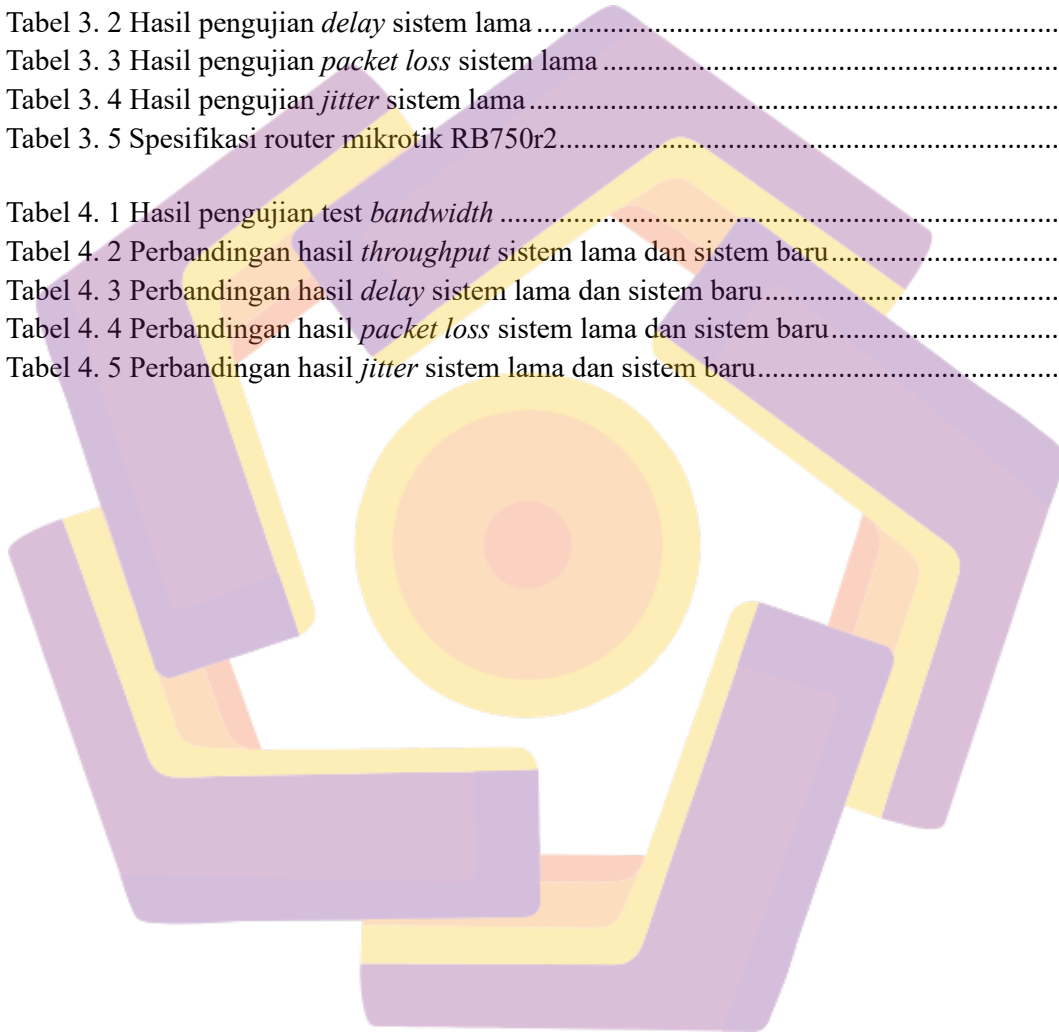 Tabel 3. 2 Hasil pengujian delay sistem lama ....................................................................................
Tabel 3. 3 Hasil pengujian packet loss sistem lama ....................................................................................
Tabel 3. 4 Hasil pengujian jitter sistem lama ....................................................................................
Tabel 3. 5 Spesifikasi router mikrotik RB750r2....................................................................................
Tabel 4. 1 Hasil pengujian test bandwidth ....................................................................................
Tabel 4. 2 Perbandingan hasil throughput sistem lama dan sistem baru..........................................
Tabel 4. 3 Perbandingan hasil delay sistem lama dan sistem baru......................................................
Tabel 4. 4 Perbandingan hasil packet loss sistem lama dan sistem baru..........................................
Tabel 4. 5 Perbandingan hasil jitter sistem lama dan sistem baru......................................................